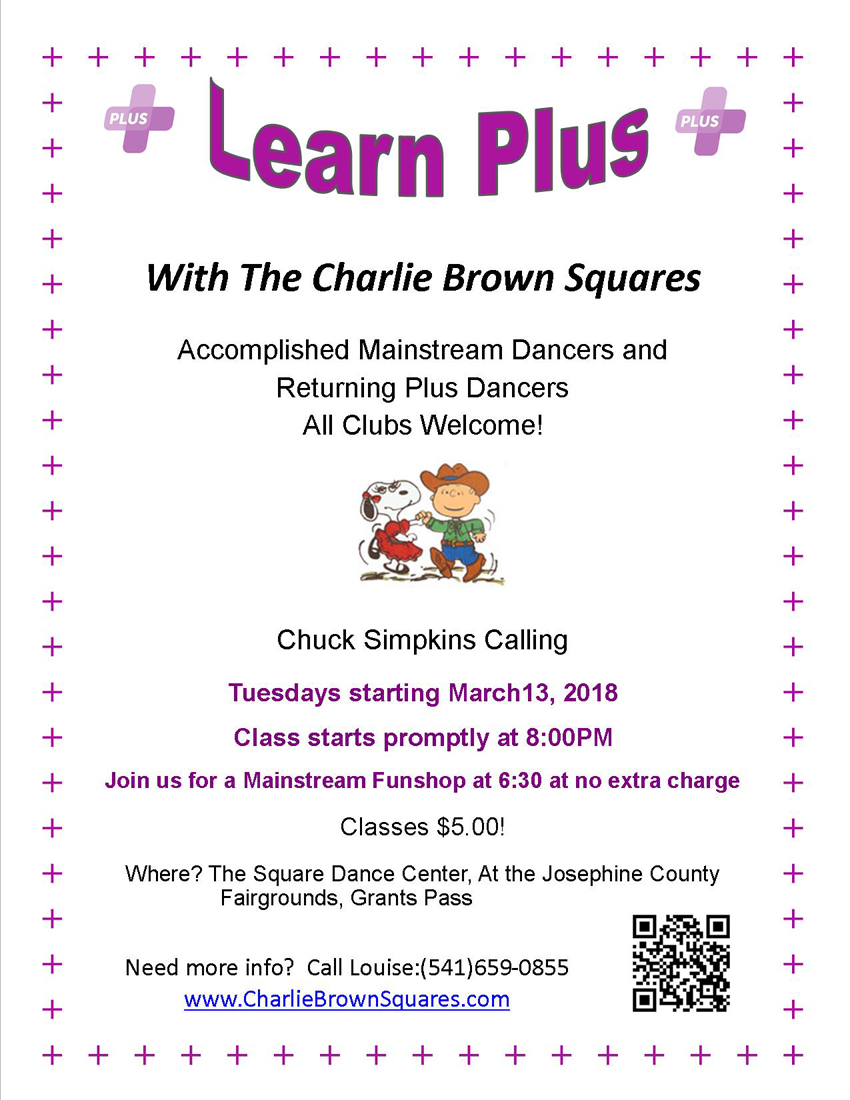 PLUS
Learn Plus
PLUS
With The Charlie Brown Squares
Accomplished Mainstream Dancers and
Returning Plus Dancers
All Clubs Welcome!
Chuck Simpkins Calling
Tuesdays starting March13, 2018
Class starts promptly at 8:00PM
Join us for a Mainstream Funshop at 6:30 at no extra charge
Classes $5.00!
Where? The Square Dance Center, At the Josephine County
Fairgrounds, Grants Pass
Need more info?  Call Louise:(541)659-0855
www.CharlieBrownSquares.com